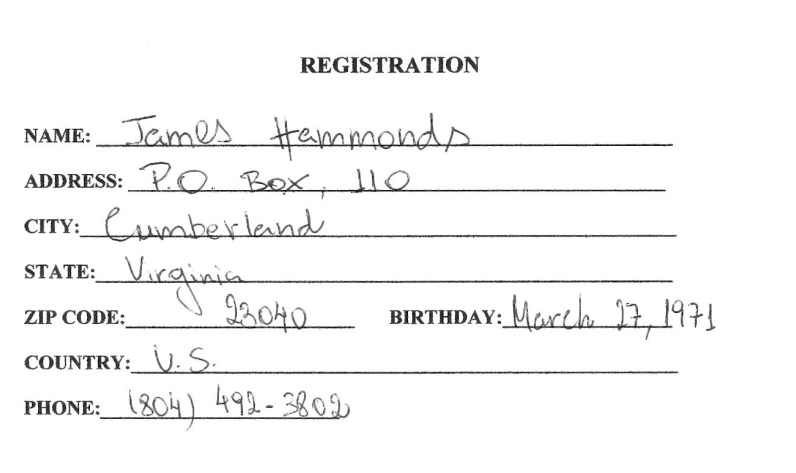 REGISTRATION
NAME: James Hammonds
ADDRESS: P.O. Box, 110
CITY: Cumberland
STATE: Virginia
ZIP CODE: 23040 BIRTHDAY: March 27, 1971
COUNTRY: U.S.
PHONE: (804) 492-3802